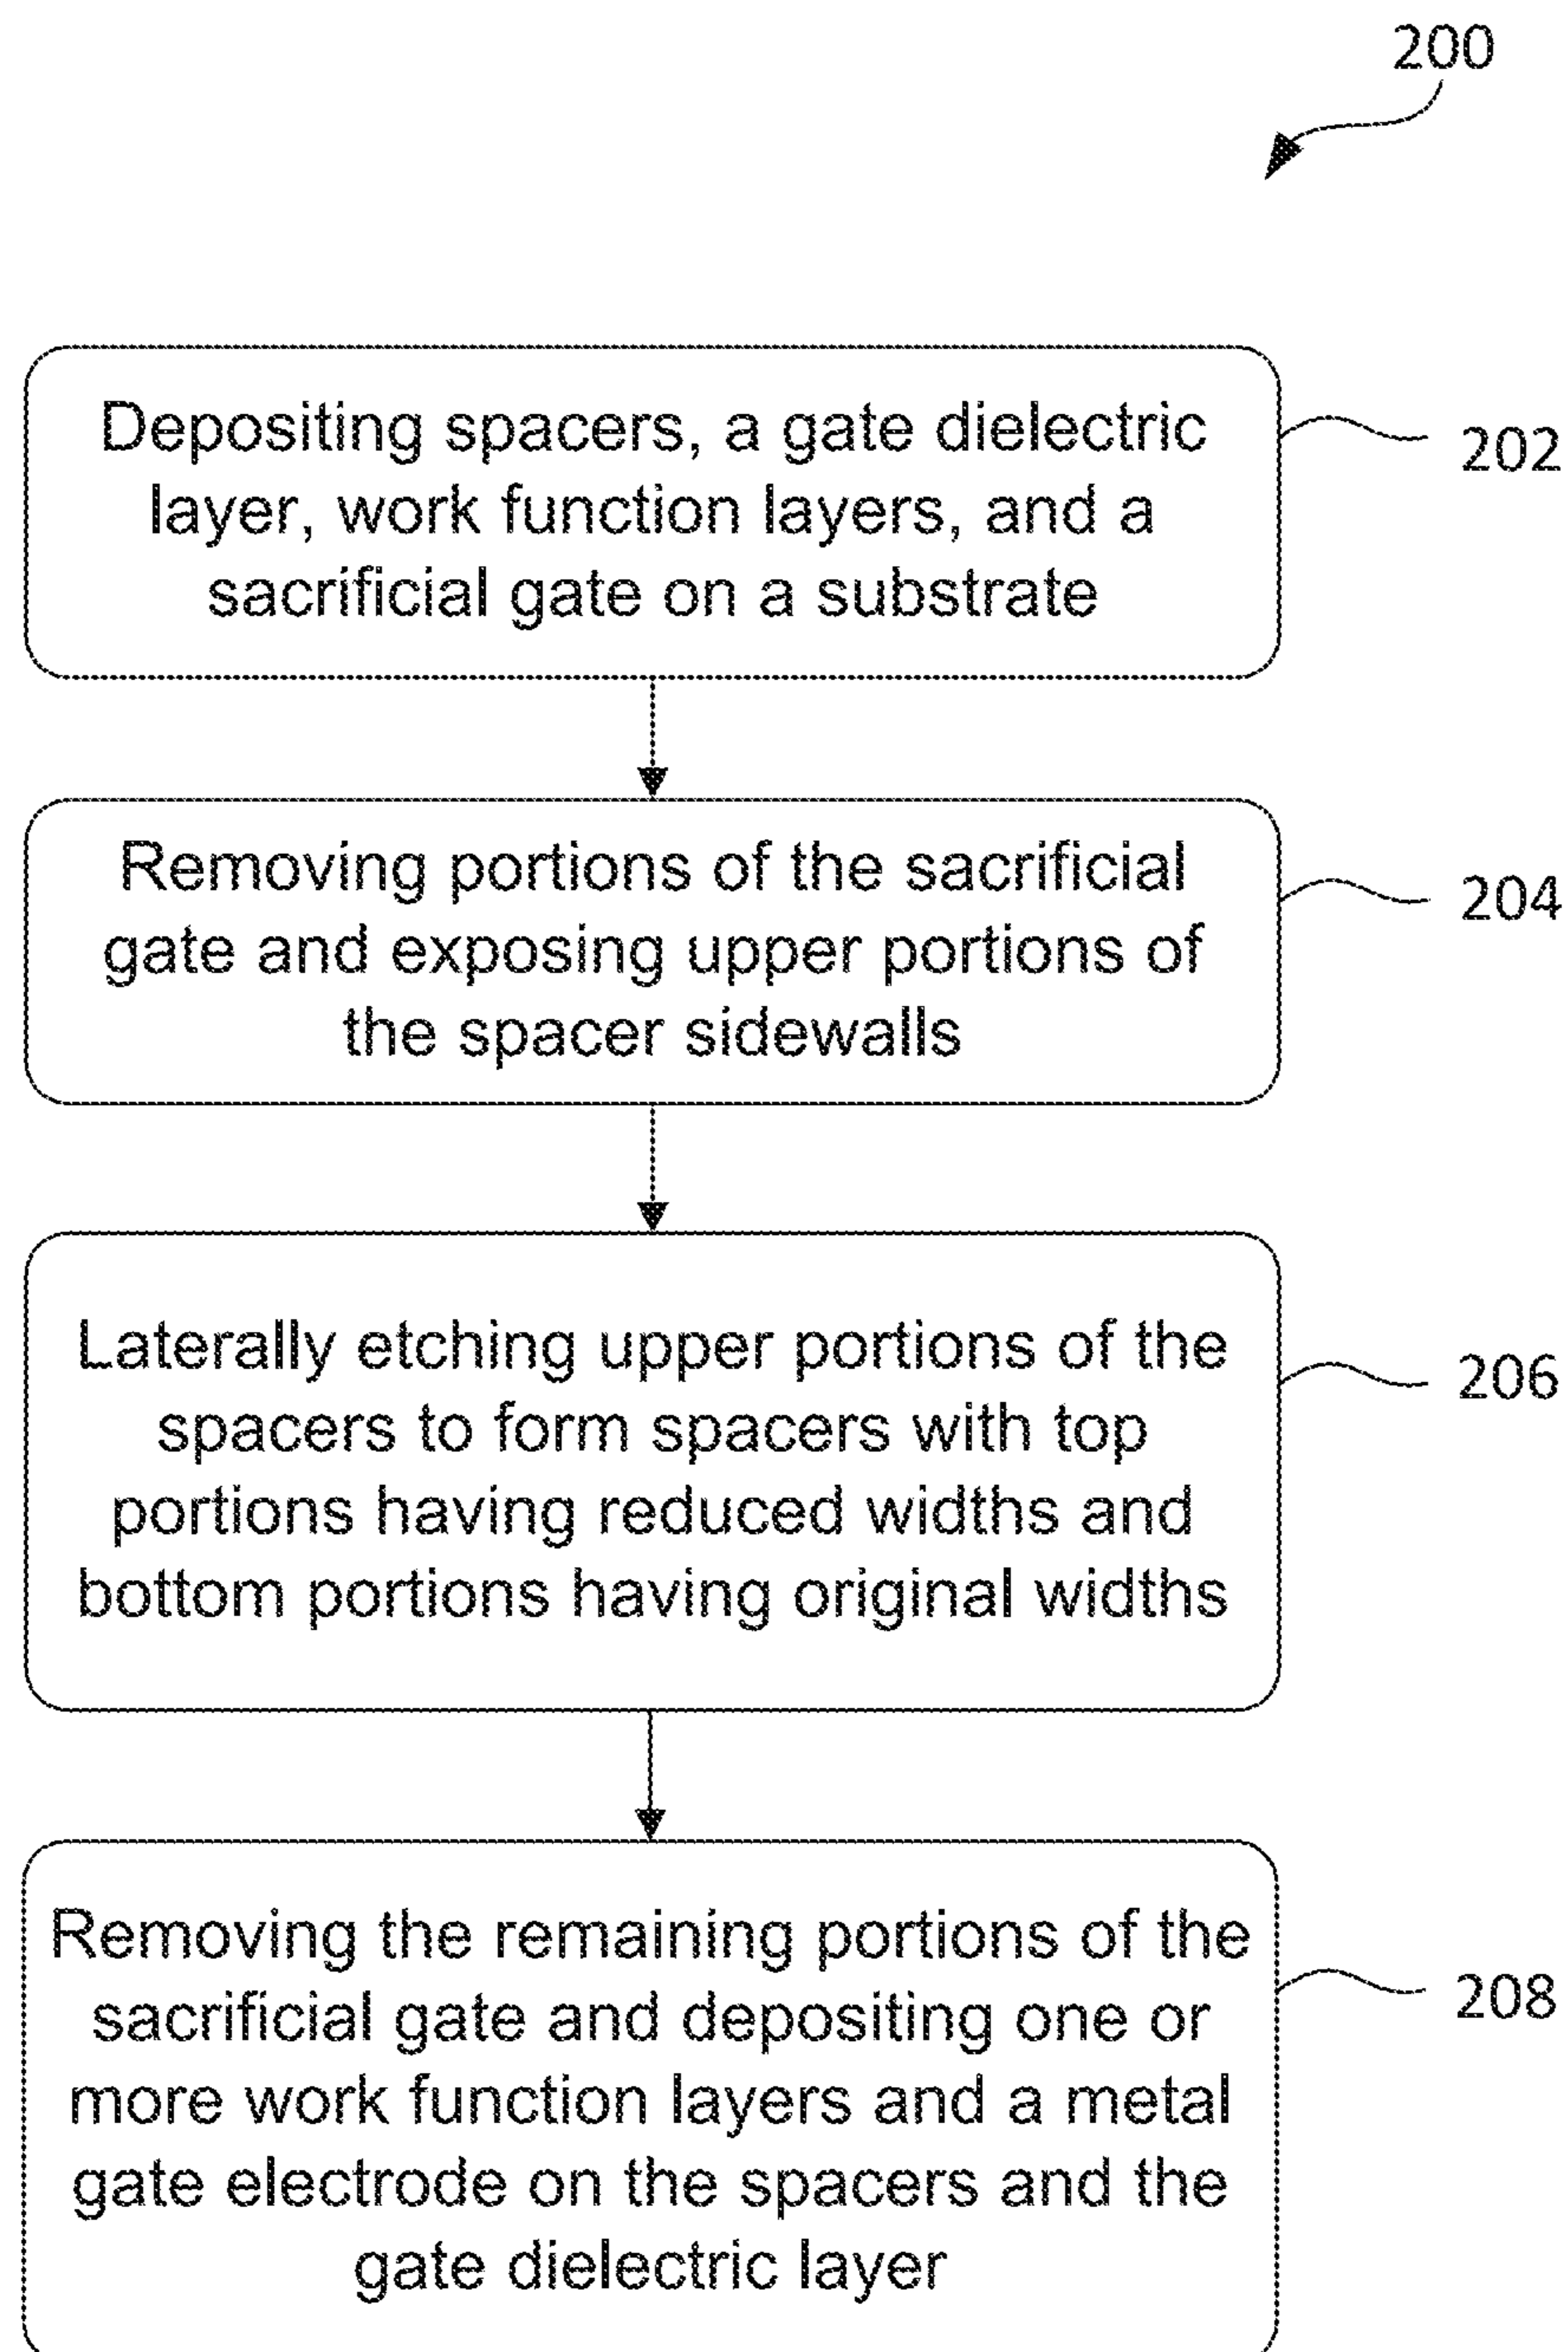 200
Depositing spacers, a gate dielectric
layer, work function layers, and a
sacrificial gate on a substrate
202
Removing portions of the sacrificial
gate and exposing upper portions of
the spacer sidewalls
204
Laterally etching upper portions of the
spacers to form spacers with top
portions having reduced widths and
bottom portions having original widths
206
Removing the remaining portions of the
sacrificial gate and depositing one or
more work function layers and a metal
gate electrode on the spacers and the
gate dielectric layer
208